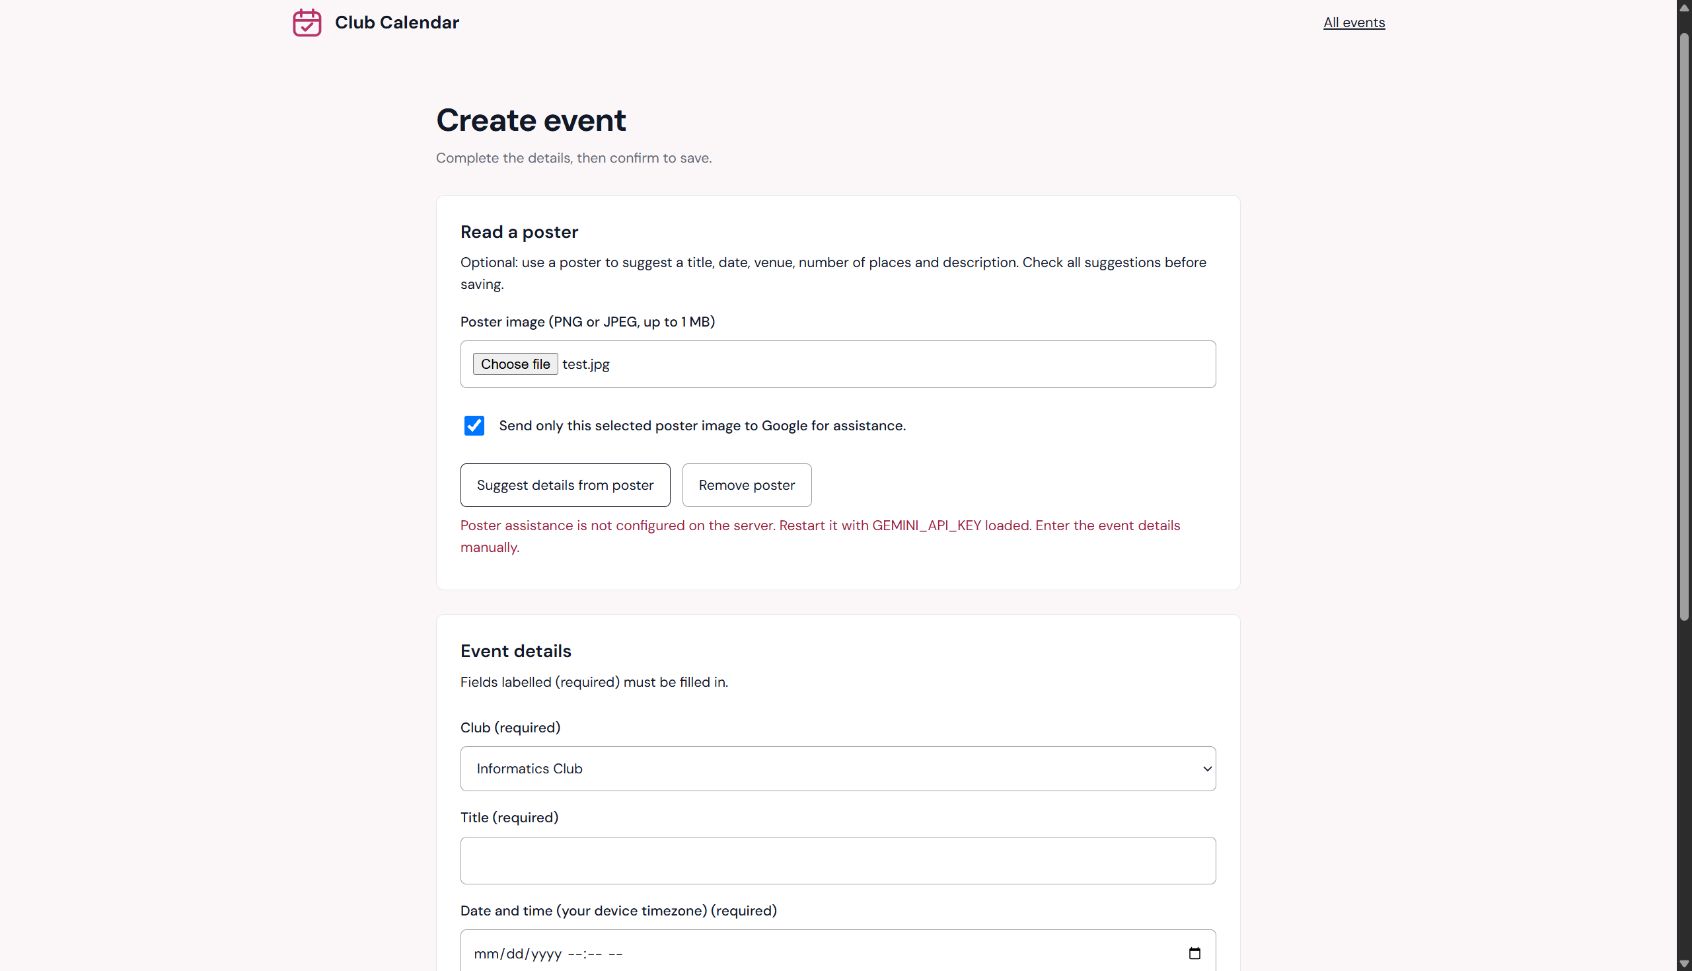 Club Calendar
All events
Create event
Complete the details, then confirm to save.
Read a poster
Optional: use a poster to suggest a title, date, venue, number of places and description. Check all suggestions before
saving.
Poster image (PNG or JPEG, up to 1 MB)
Choose file test.jpg
Send only this selected poster image to Google for assistance.
Suggest details from poster
Remove poster
Poster assistance is not configured on the server. Restart it with GEMINI_API_KEY loaded. Enter the event details
manually.
Event details
Fields labelled (required) must be filled in.
Club (required)
Informatics Club
Title (required)
Date and time (your device timezone) (required)
mm/dd/yyyy --:-- --